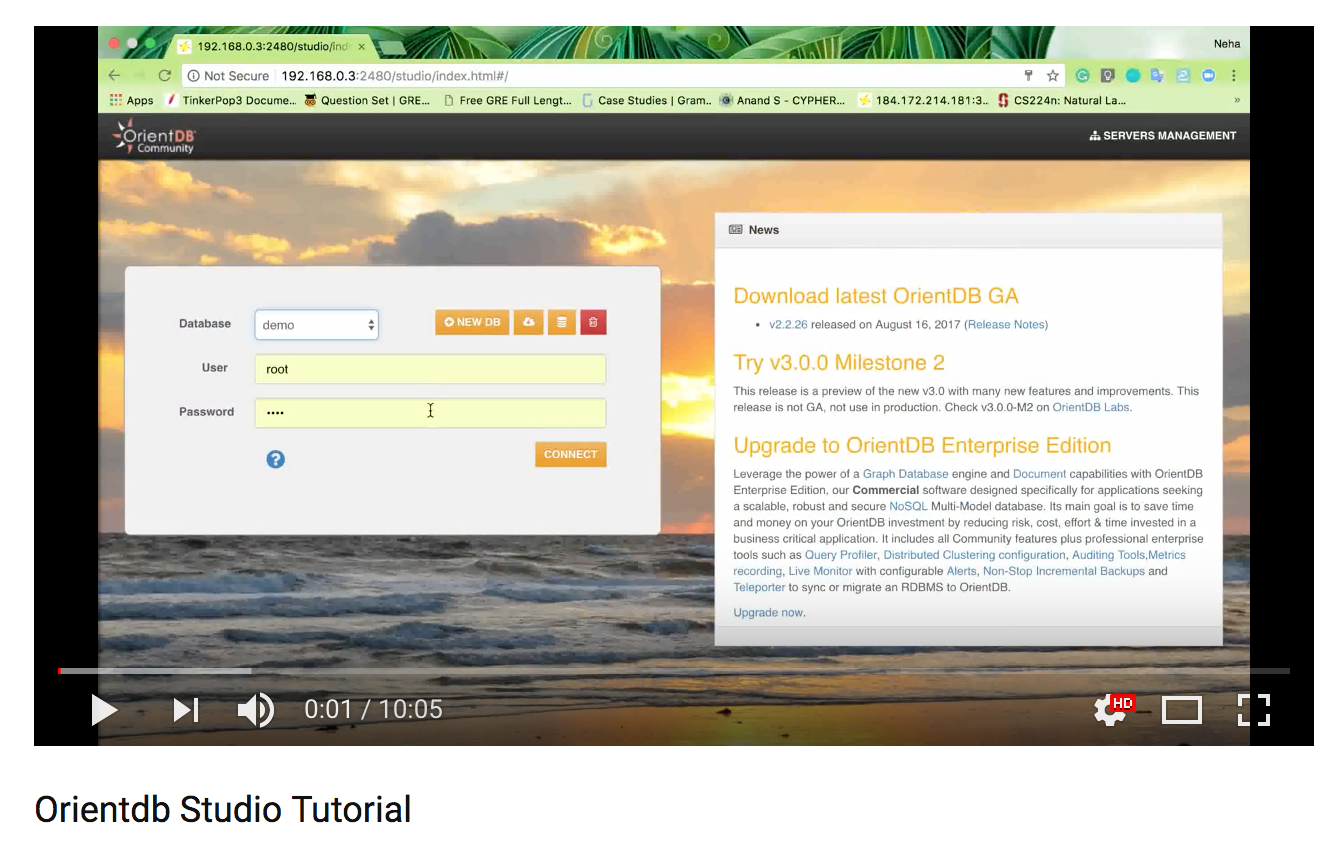 192.168.0.3:2480/studio/ind
Neha
Not Secure 192.168.0.3:2480/studio/index.html#/
Apps TinkerPop3 Docume... Question Set | GRE... Free GRE Full Lengt... Case Studies | Gram.. Anand S - CYPHER... 184.172.214.181:3.. CS224n: Natural La... »
OrientDB
Community
SERVERS MANAGEMENT
News
Database demo NEW DB
User root
Password ••••
CONNECT
Download latest OrientDB GA
• v2.2.26 released on August 16, 2017 (Release Notes)
Try v3.0.0 Milestone 2
This release is a preview of the new v3.0 with many new features and improvements. This
release is not GA, not use in production. Check v3.0.0-M2 on OrientDB Labs.
Upgrade to OrientDB Enterprise Edition
Leverage the power of a Graph Database engine and Document capabilities with OrientDB
Enterprise Edition, our Commercial software designed specifically for applications seeking
a scalable, robust and secure NoSQL Multi-Model database. Its main goal is to save time
and money on your OrientDB investment by reducing risk, cost, effort & time invested in a
business critical application. It includes all Community features plus professional enterprise
tools such as Query Profiler, Distributed Clustering configuration, Auditing Tools,Metrics
recording, Live Monitor with configurable Alerts, Non-Stop Incremental Backups and
Teleporter to sync or migrate an RDBMS to OrientDB.
Upgrade now.
0:01 / 10:05
HD
Orientdb Studio Tutorial